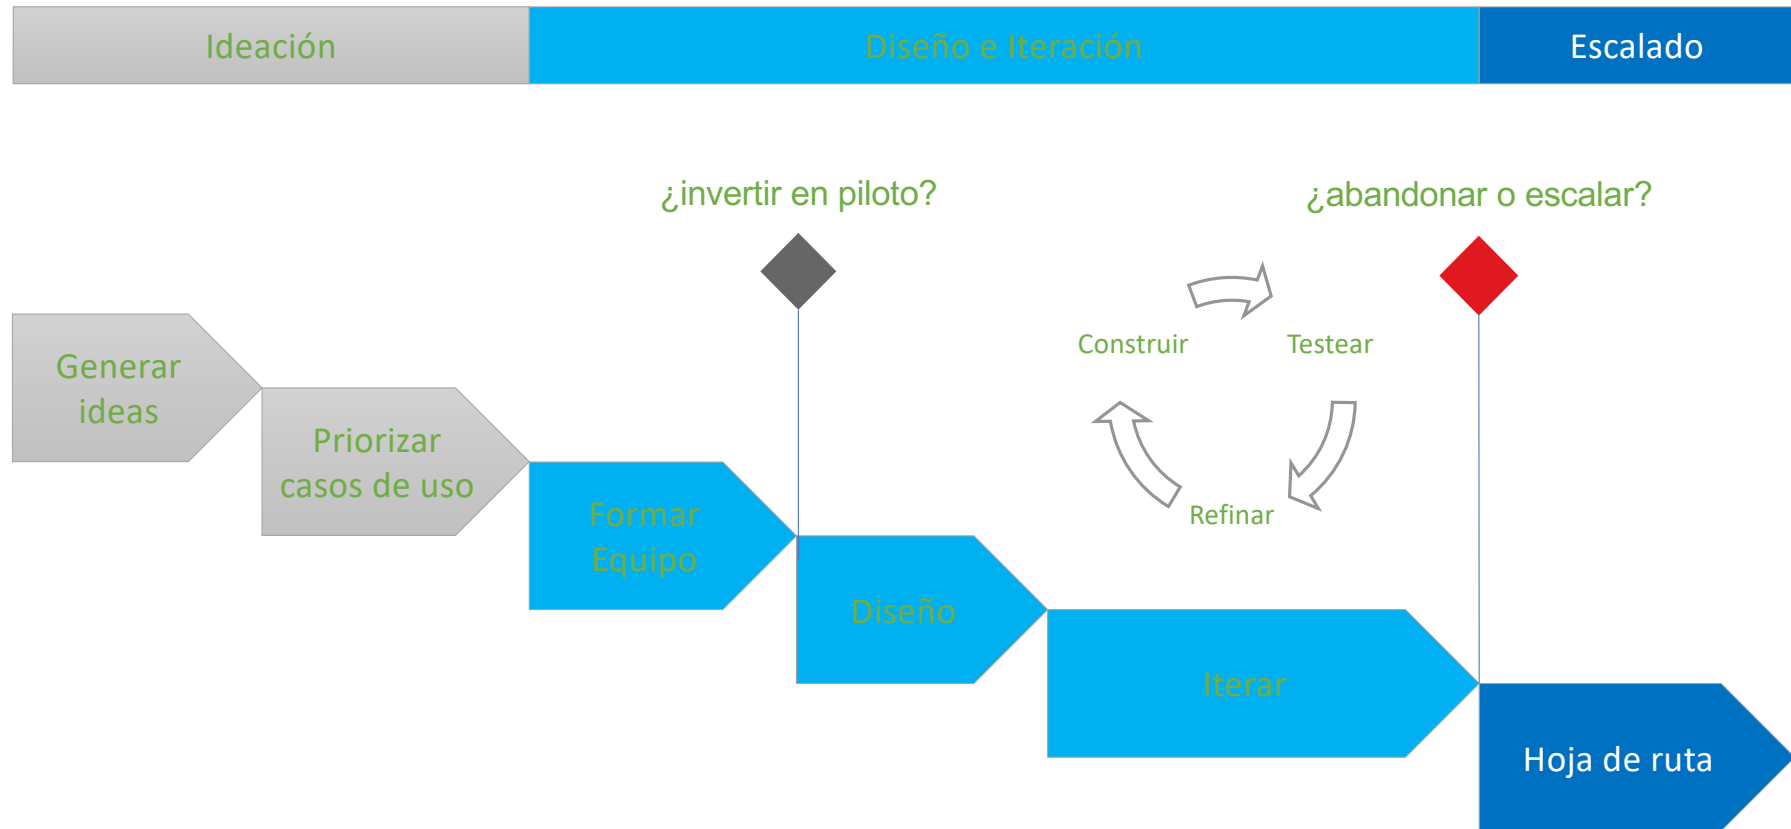 Ideación
Diseño e Iteración
Escalado
¿invertir en piloto?
¿abandonar o escalar?
Construir
Testear
Refinar
Generar
ideas
Priorizar
casos de uso
Formar
Equipo
Diseño
Iterar
Hoja de ruta